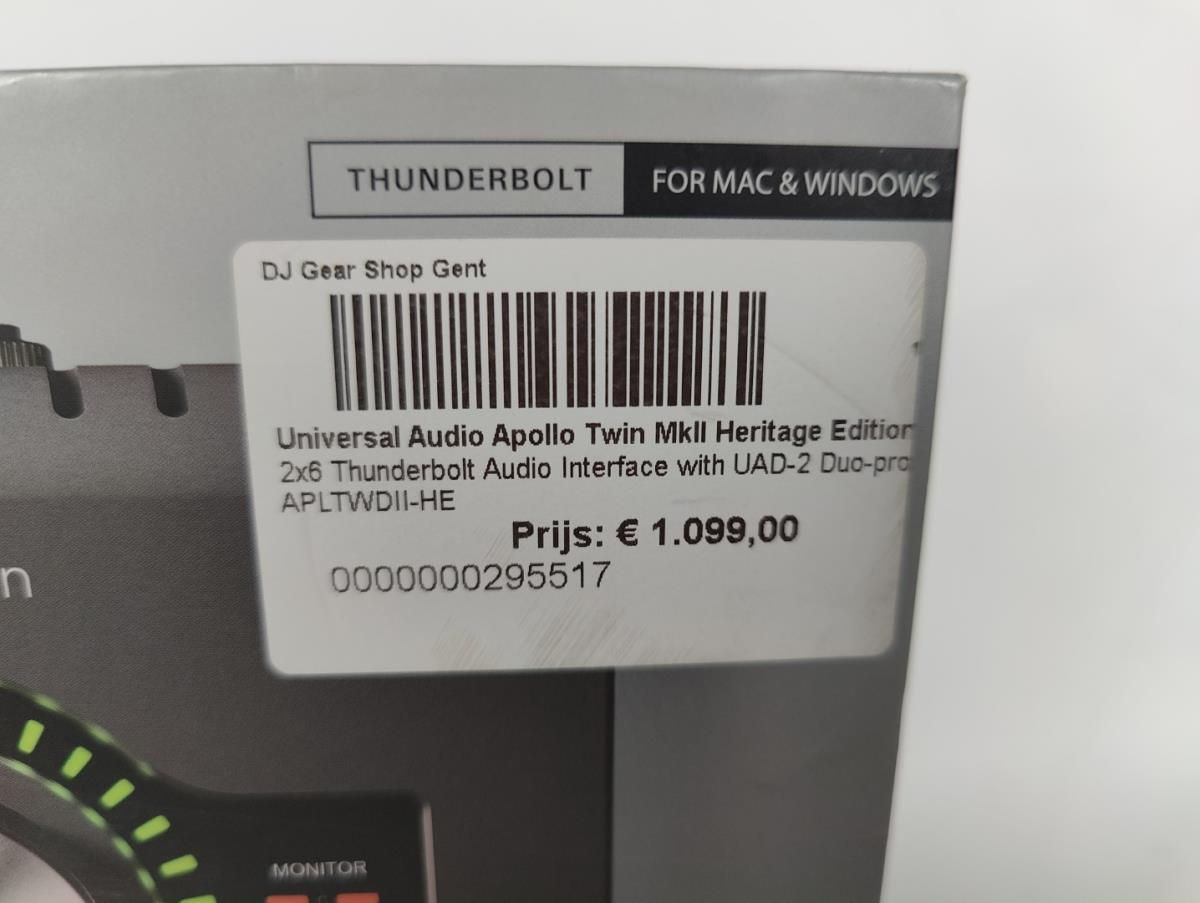 THUNDERBOLT FOR MAC & WINDOWS
DJ Gear Shop Gent
Universal Audio Apollo Twin MkII Heritage Edition
2x6 Thunderbolt Audio Interface with UAD-2 Duo-pro
APLTWDII-HE
Prijs: € 1.099,00
0000000295517
n
MONITOR